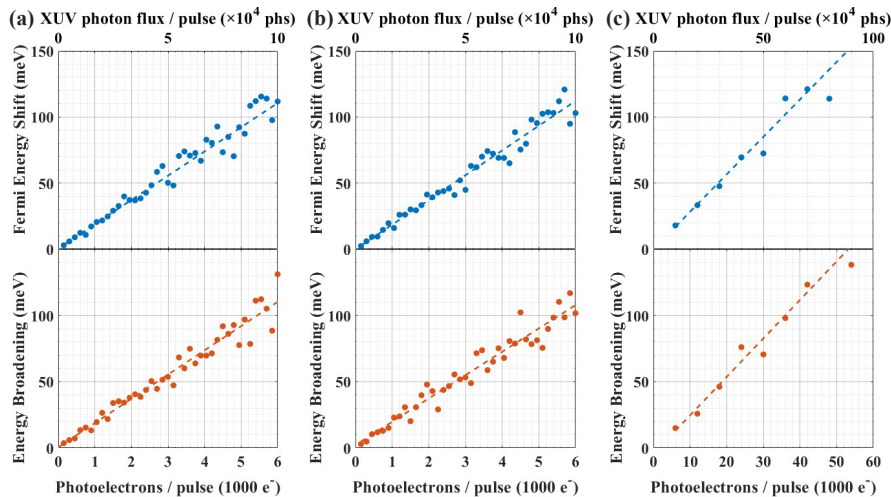 (a) XUV photon flux / pulse (×10⁴ phs)
0 5 10
Fermi Energy Shift (meV)
150
100
50
0
Energy Broadening (meV)
100
50
0
0 1 2 3 4 5 6
Photoelectrons / pulse (1000 e⁻)
(b) XUV photon flux / pulse (×10⁴ phs)
0 5 10
Fermi Energy Shift (meV)
150
100
50
0
Energy Broadening (meV)
100
50
0
0 1 2 3 4 5 6
Photoelectrons / pulse (1000 e⁻)
(c) XUV photon flux / pulse (×10⁴ phs)
0 50 100
Fermi Energy Shift (meV)
150
100
50
0
Energy Broadening (meV)
100
50
0
0 10 20 30 40 50 60
Photoelectrons / pulse (1000 e⁻)